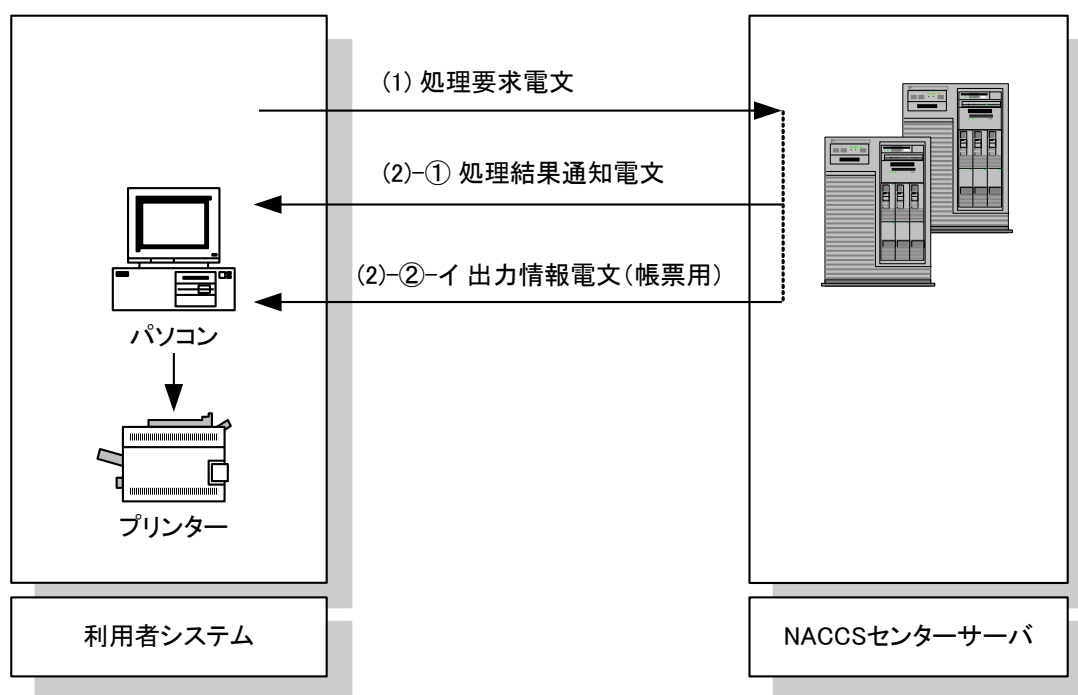 (1) 処理要求電文
(2)-① 処理結果通知電文
(2)-②-イ 出力情報電文(帳票用)
パソコン
プリンター
利用者システム
NACCSセンターサーバ